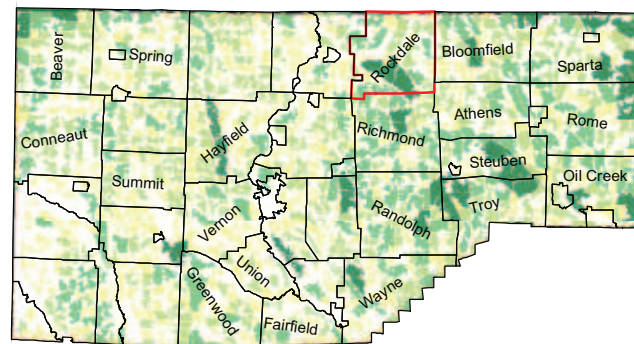 Beaver
Spring
Rockdale
Bloomfield
Sparta
Conneaut
Hayfield
Richmond
Athens
Rome
Summit
Steuben
Oil Creek
Vernon
Randolph
Troy
Union
Greenwood
Wayne
Fairfield